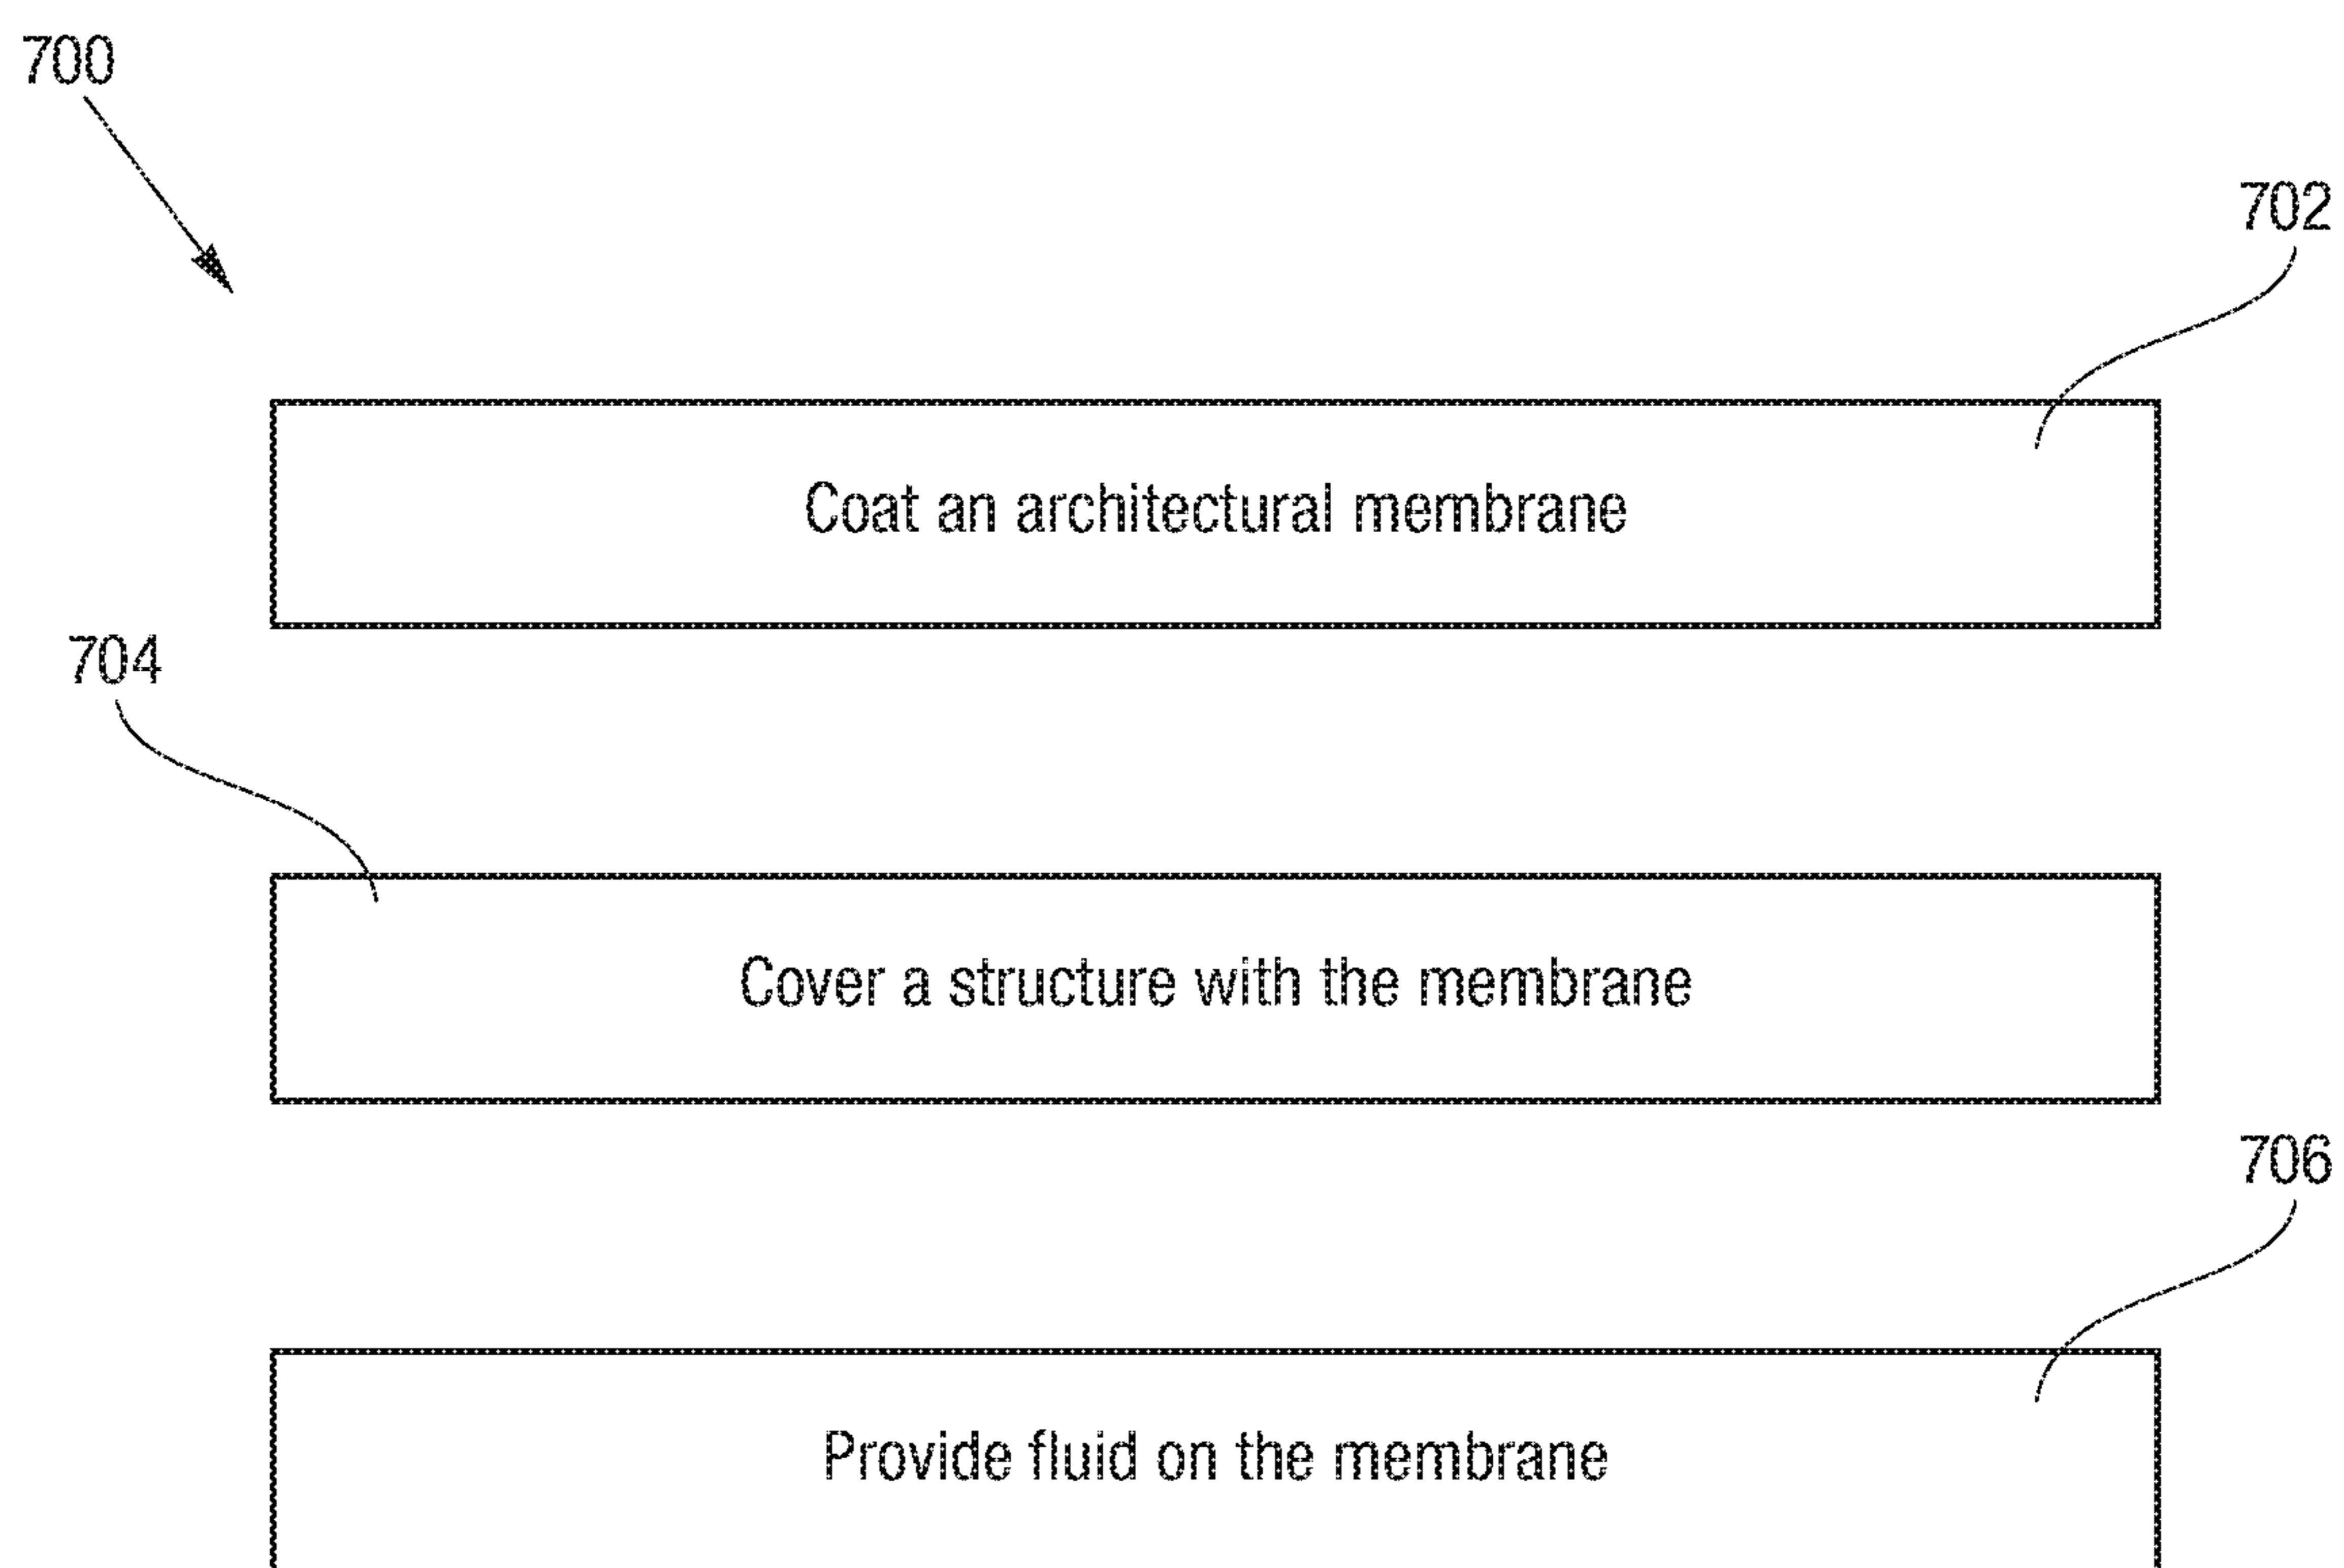 700
702
Coat an architectural membrane
704
Cover a structure with the membrane
706
Provide fluid on the membrane